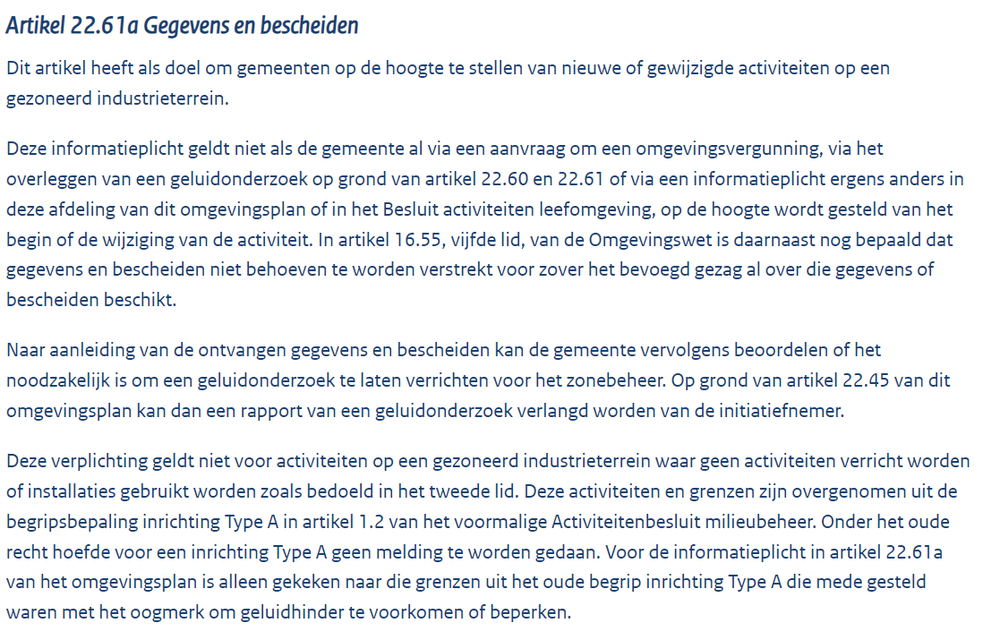 Artikel 22.61a Gegevens en bescheiden
Dit artikel heeft als doel om gemeenten op de hoogte te stellen van nieuwe of gewijzigde activiteiten op een
gezoneerd industrieterrein.
Deze informatieplicht geldt niet als de gemeente al via een aanvraag om een omgevingsvergunning, via het
overleggen van een geluidonderzoek op grond van artikel 22.60 en 22.61 of via een informatieplicht ergens anders in
deze afdeling van dit omgevingsplan of in het Besluit activiteiten leefomgeving, op de hoogte wordt gesteld van het
begin of de wijziging van de activiteit. In artikel 16.55, vijfde lid, van de Omgevingswet is daarnaast nog bepaald dat
gegevens en bescheiden niet behoeven te worden verstrekt voor zover het bevoegd gezag al over die gegevens of
bescheiden beschikt.
Naar aanleiding van de ontvangen gegevens en bescheiden kan de gemeente vervolgens beoordelen of het
noodzakelijk is om een geluidonderzoek te laten verrichten voor het zonebeheer. Op grond van artikel 22.45 van dit
omgevingsplan kan dan een rapport van een geluidonderzoek verlangd worden van de initiatiefnemer.
Deze verplichting geldt niet voor activiteiten op een gezoneerd industrieterrein waar geen activiteiten verricht worden
of installaties gebruikt worden zoals bedoeld in het tweede lid. Deze activiteiten en grenzen zijn overgenomen uit de
begripsbepaling inrichting Type A in artikel 1.2 van het voormalige Activiteitenbesluit milieubeheer. Onder het oude
recht hoefde voor een inrichting Type A geen melding te worden gedaan. Voor de informatieplicht in artikel 22.61a
van het omgevingsplan is alleen gekeken naar die grenzen uit het oude begrip inrichting Type A die mede gesteld
waren met het oogmerk om geluidhinder te voorkomen of beperken.